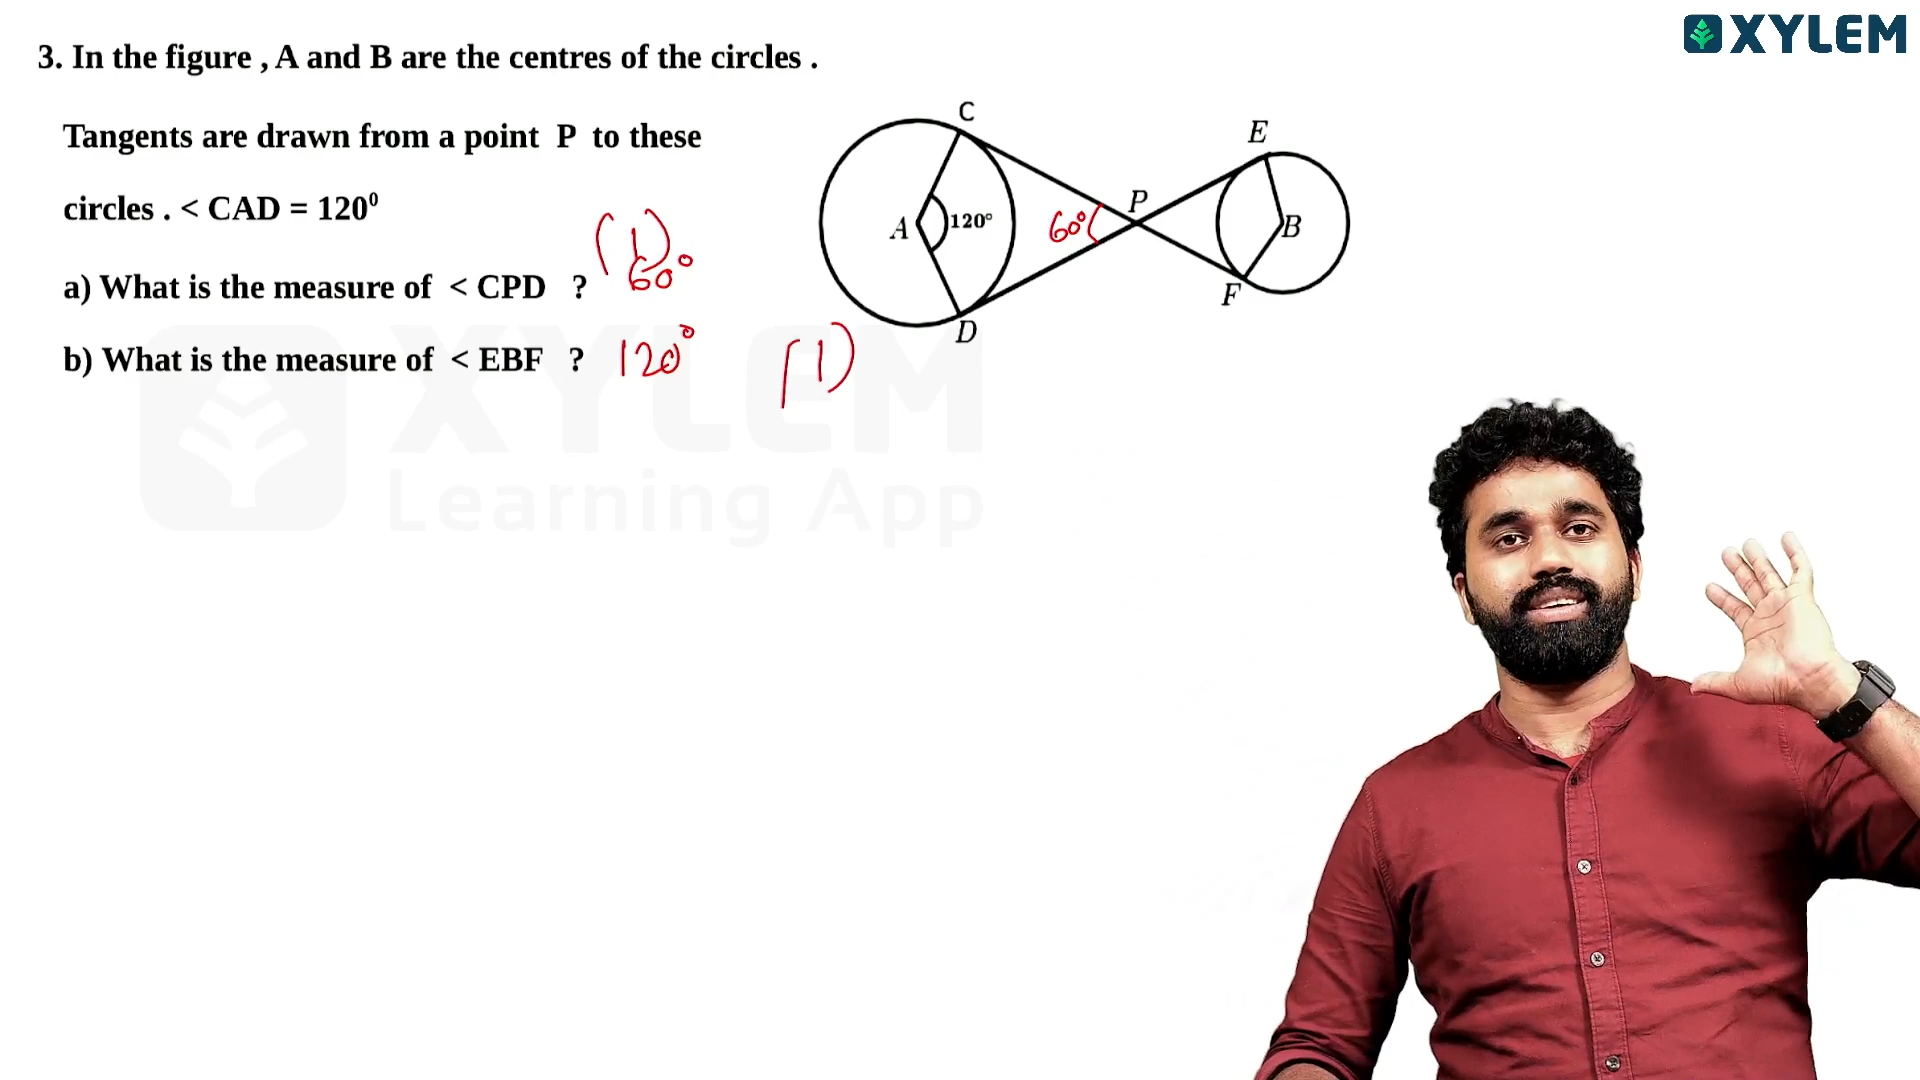 XYLEM
3. In the figure , A and B are the centres of the circles .
Tangents are drawn from a point P to these
circles . < CAD = 120⁰
(1)
a) What is the measure of < CPD ? 60°
b) What is the measure of < EBF ? 120° (1)
C
E
P
A
120°
60°
B
F
D
XYLEM
Learning App